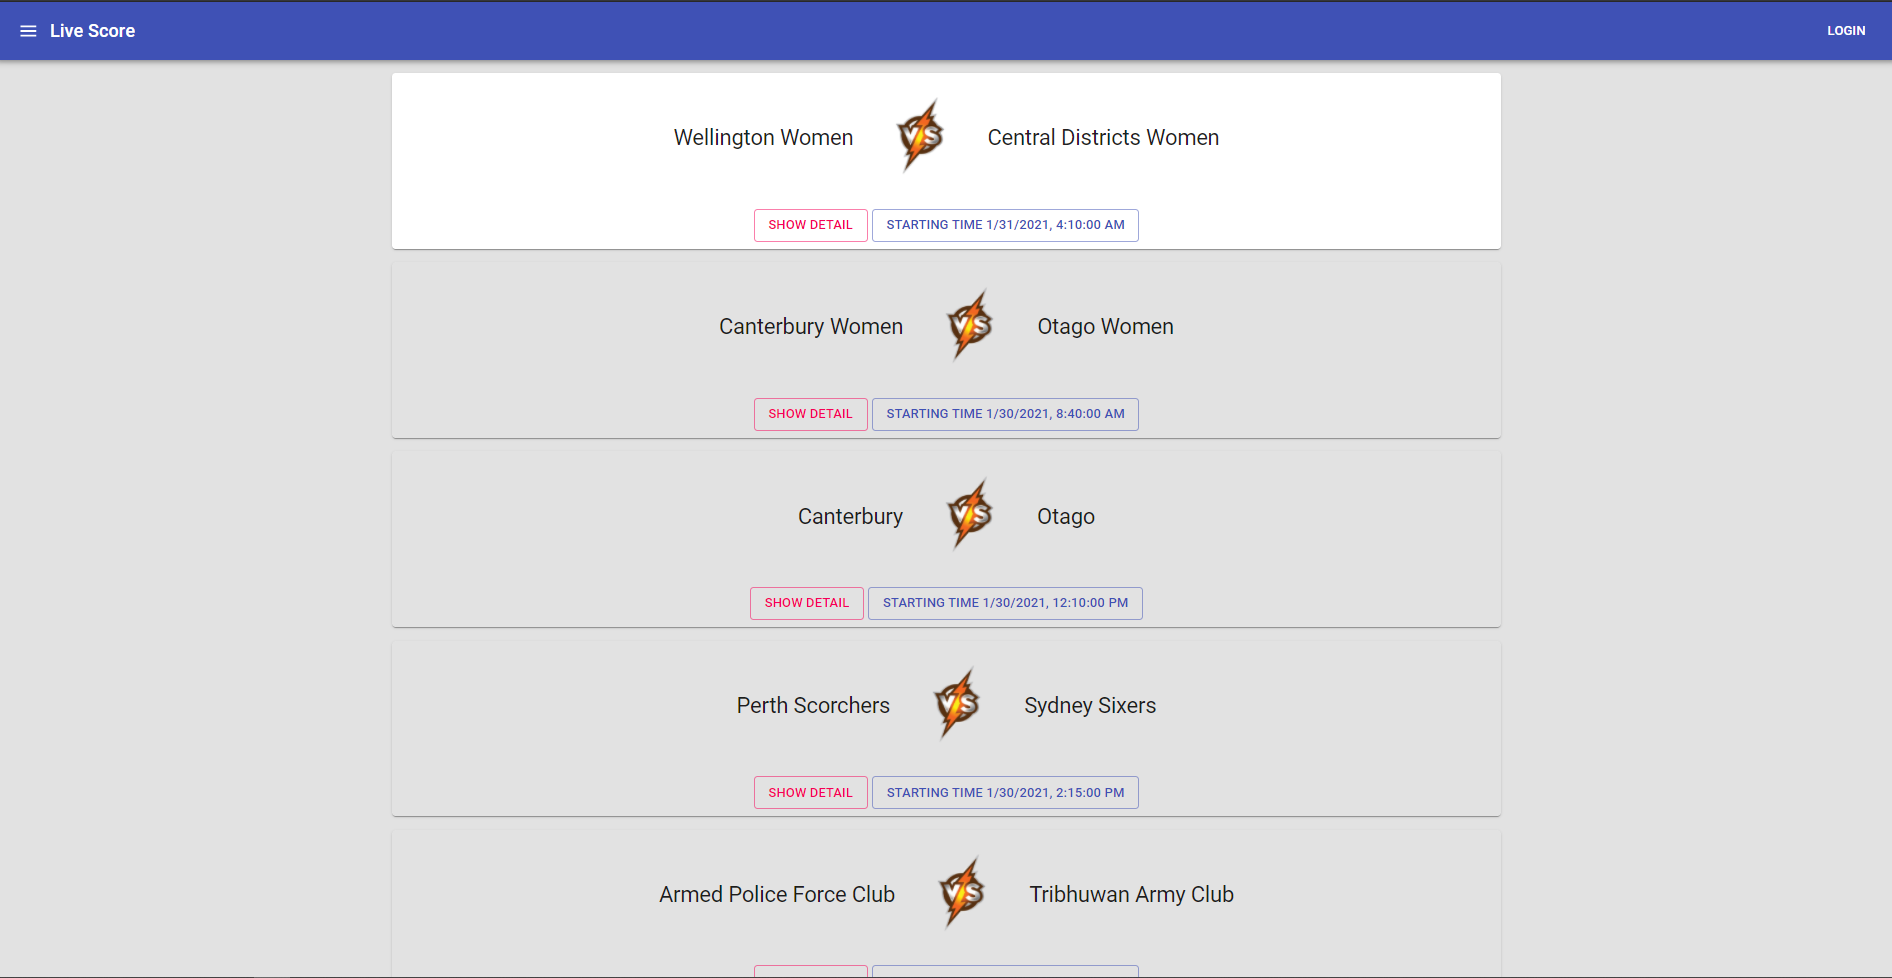 Live Score
LOGIN
Wellington Women VS Central Districts Women
SHOW DETAIL STARTING TIME 1/31/2021, 4:10:00 AM
Canterbury Women VS Otago Women
SHOW DETAIL STARTING TIME 1/30/2021, 8:40:00 AM
Canterbury VS Otago
SHOW DETAIL STARTING TIME 1/30/2021, 12:10:00 PM
Perth Scorchers VS Sydney Sixers
SHOW DETAIL STARTING TIME 1/30/2021, 2:15:00 PM
Armed Police Force Club VS Tribhuwan Army Club